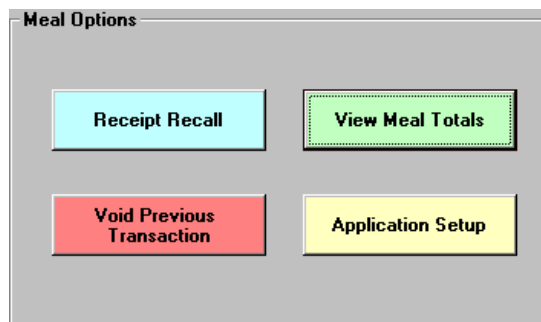 Meal Options
Receipt Recall
View Meal Totals
Void Previous
Transaction
Application Setup